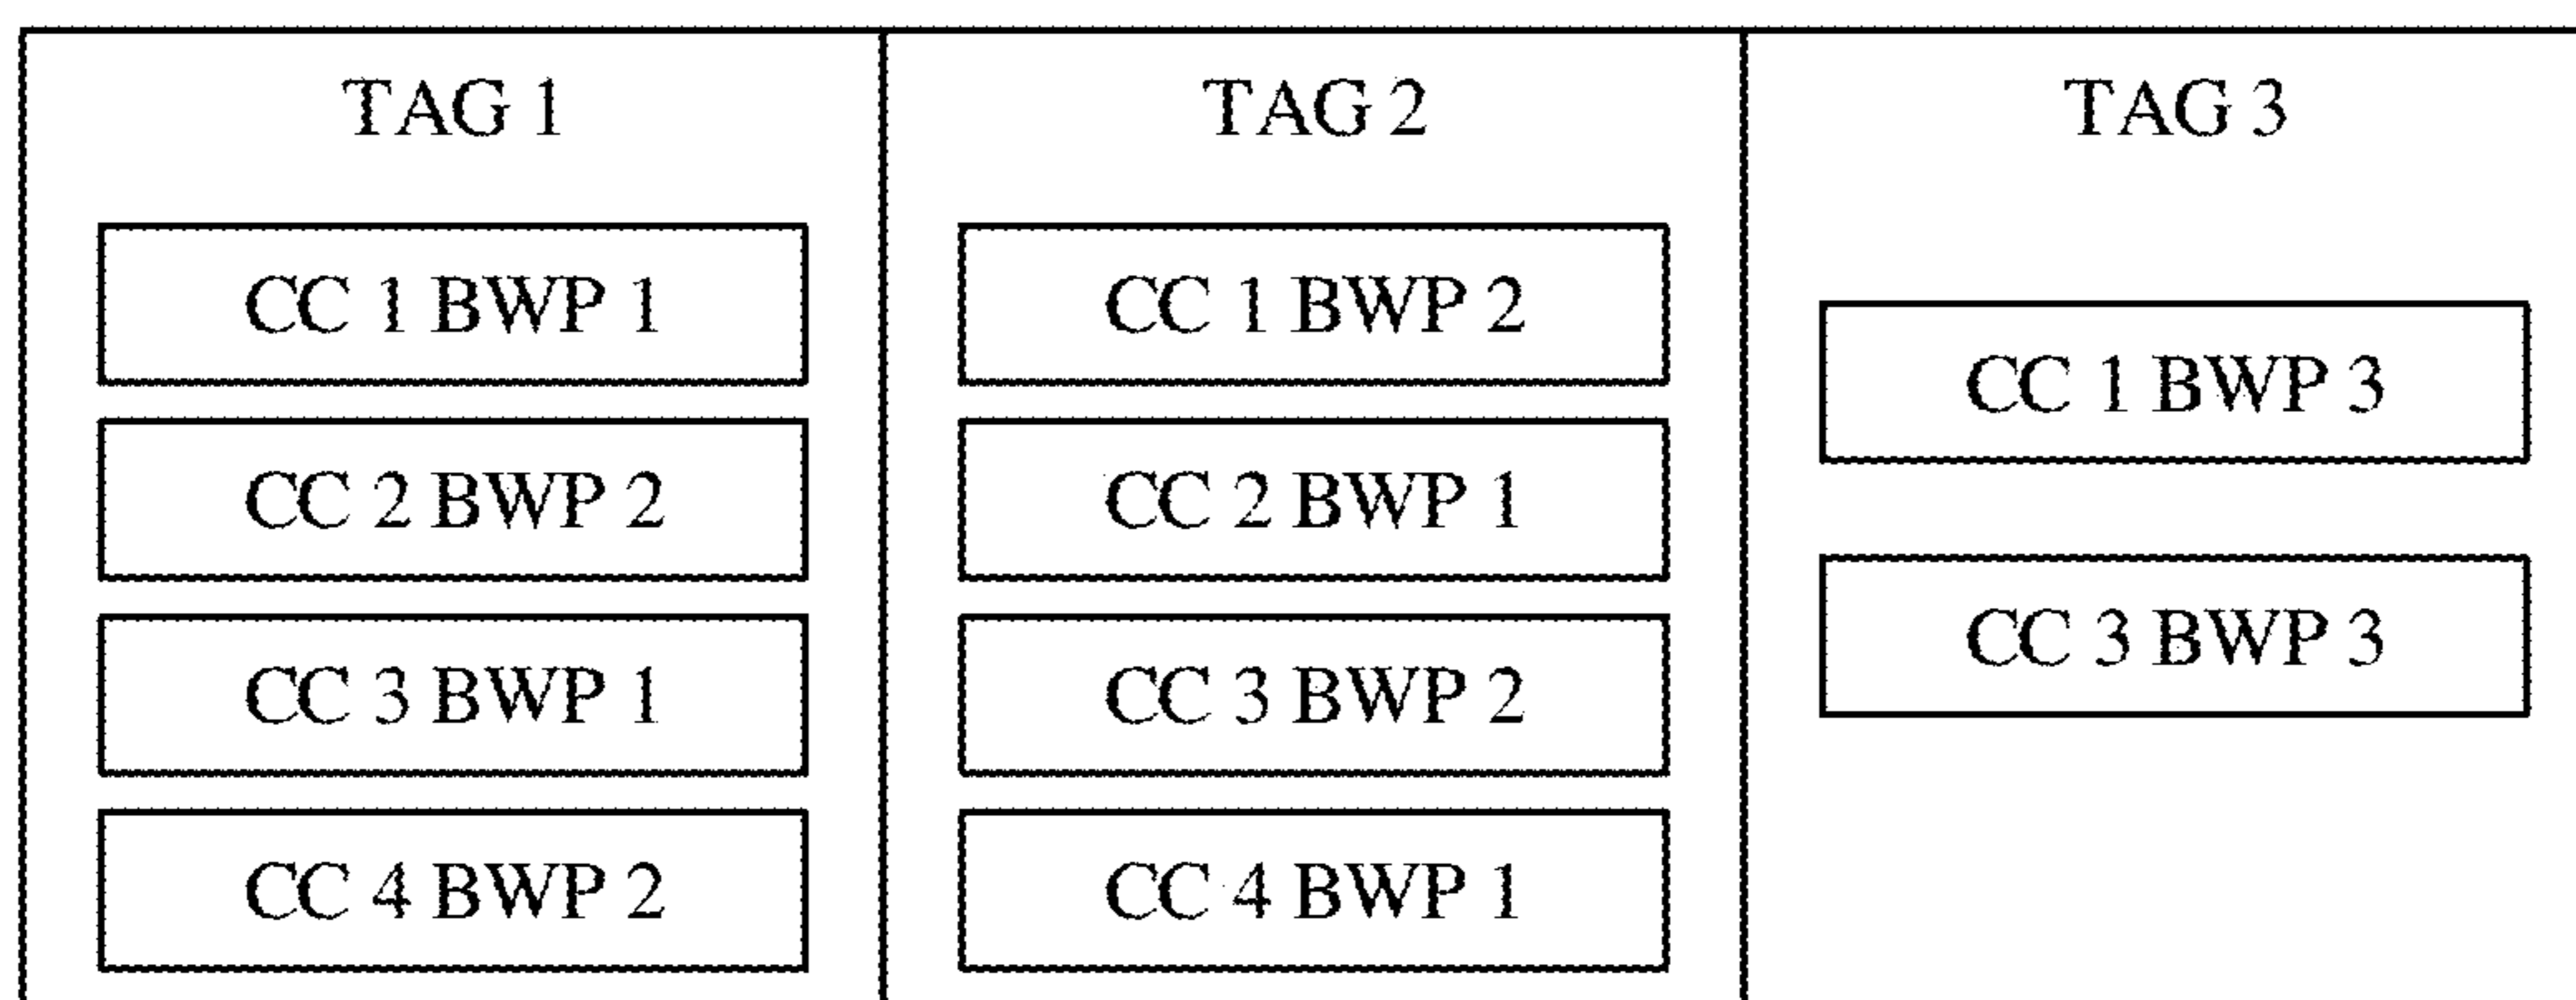 TAG 1
CC 1 BWP 1
CC 2 BWP 2
CC 3 BWP 1
CC 4 BWP 2
TAG 2
CC 1 BWP 2
CC 2 BWP 1
CC 3 BWP 2
CC 4 BWP 1
TAG 3
CC 1 BWP 3
CC 3 BWP 3